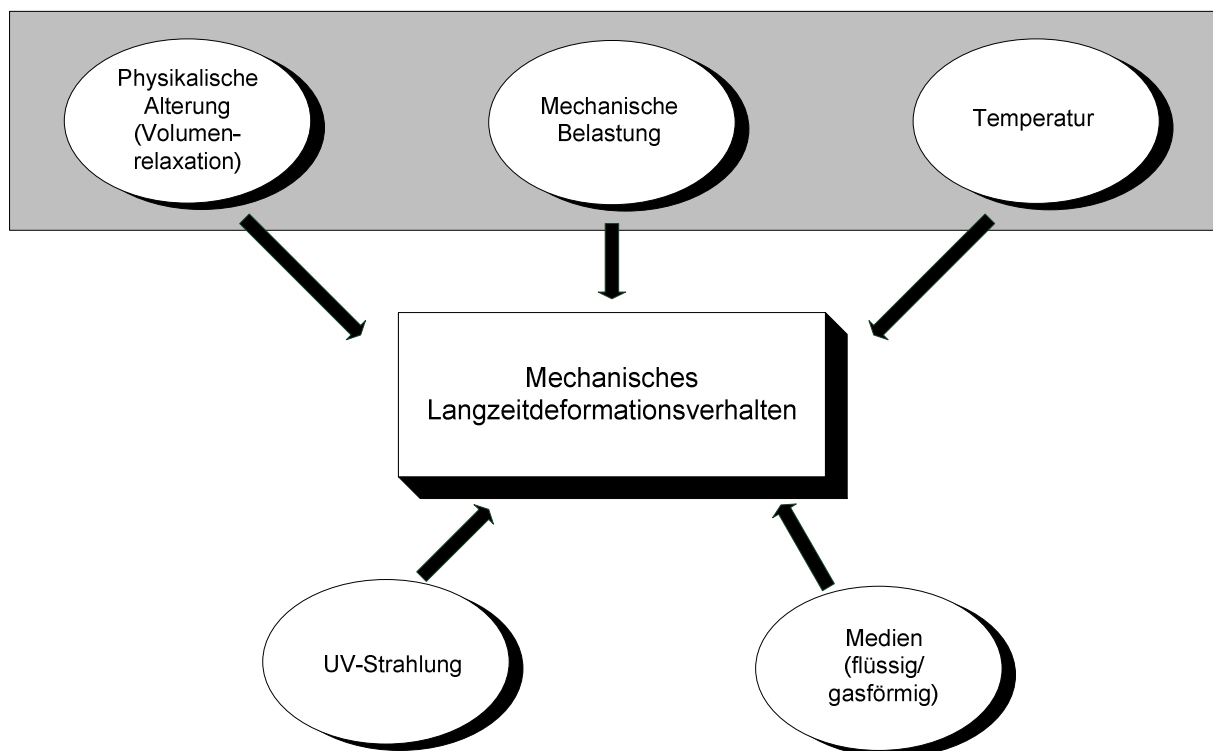 Physikalische
Alterung
(Volumen-
relaxation)
Mechanische
Belastung
Temperatur
Mechanisches
Langzeitdeformationsverhalten
UV-Strahlung
Medien
(flüssig/
gasförmig)